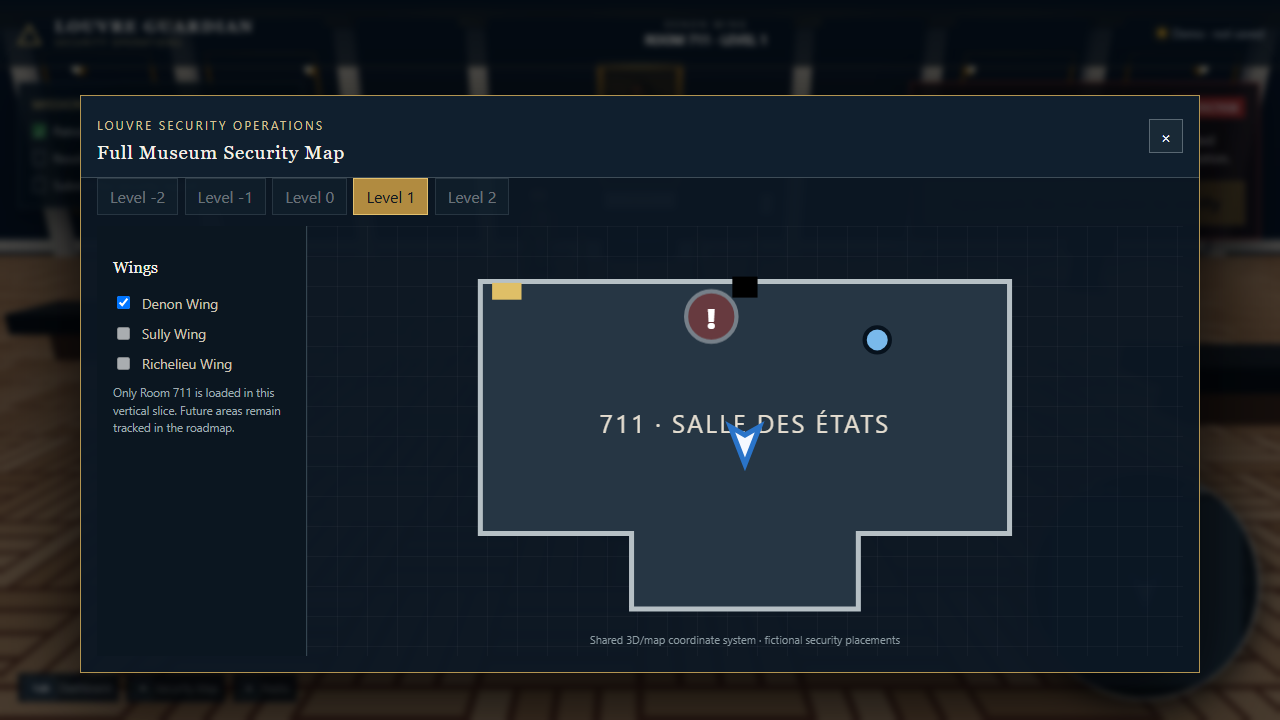 LOUVRE GUARDIAN
LOUVRE SECURITY OPERATIONS
Full Museum Security Map
×
Level -2
Level -1
Level 0
Level 1
Level 2
Wings
Denon Wing
Sully Wing
Richelieu Wing
Only Room 711 is loaded in this
vertical slice. Future areas remain
tracked in the roadmap.
!
711 · SALLE DES ÉTATS
Shared 3D/map coordinate system · fictional security placements